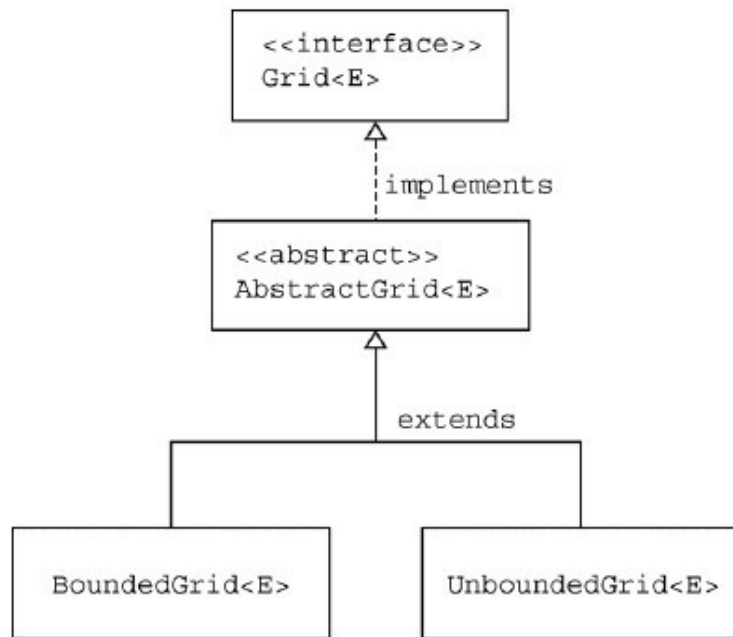 <<interface>>
Grid<E>
implements
<<abstract>>
AbstractGrid<E>
extends
BoundedGrid<E>
UnboundedGrid<E>